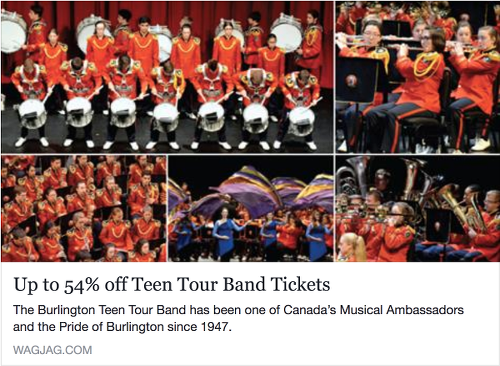 Up to 54% off Teen Tour Band Tickets
The Burlington Teen Tour Band has been one of Canada's Musical Ambassadors
and the Pride of Burlington since 1947.
WAGJAG.COM